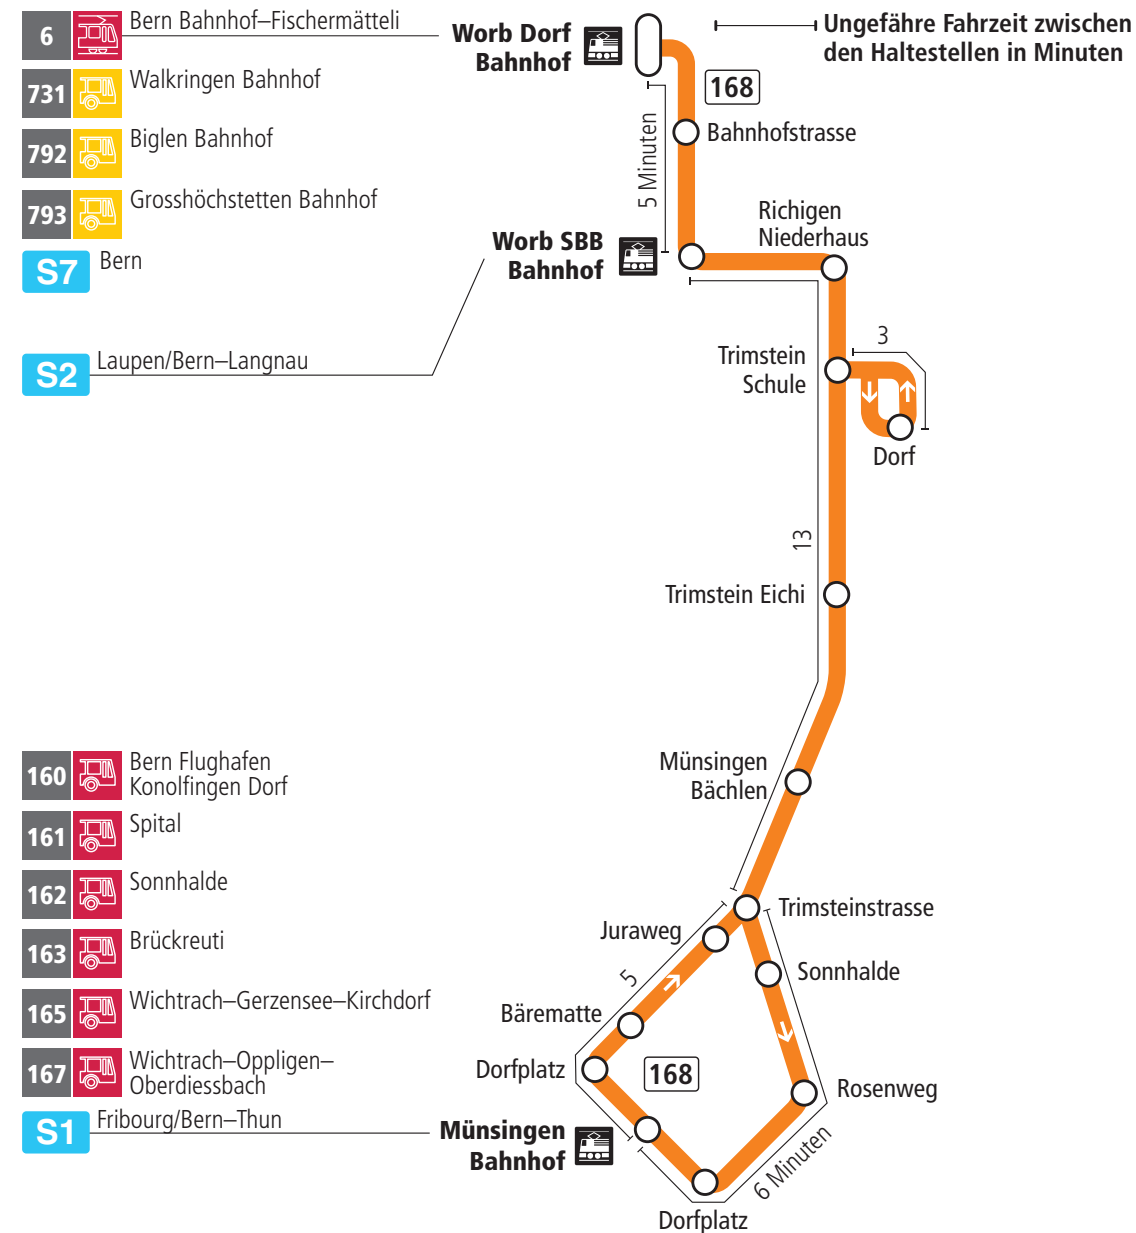 6 Bern Bahnhof–Fischermätteli
731 Walkringen Bahnhof
792 Biglen Bahnhof
793 Grosshöchstetten Bahnhof
S7 Bern
S2 Laupen/Bern–Langnau
Worb Dorf
Bahnhof
Ungefähre Fahrzeit zwischen
den Haltestellen in Minuten
168
5 Minuten
Bahnhofstrasse
Worb SBB
Bahnhof
Richigen
Niederhaus
Trimstein
Schule
3
Dorf
13
Trimstein Eichi
Münsingen
Bächlen
160 Bern Flughafen
Konolfingen Dorf
161 Spital
162 Sonnhalde
163 Brückreuti
165 Wichtrach–Gerzensee–Kirchdorf
167 Wichtrach–Oppligen–
Oberdiessbach
S1 Fribourg/Bern–Thun
Trimsteinstrasse
Juraweg
Sonnhalde
5
Bärematte
Dorfplatz
168
Rosenweg
Münsingen
Bahnhof
6 Minuten
Dorfplatz